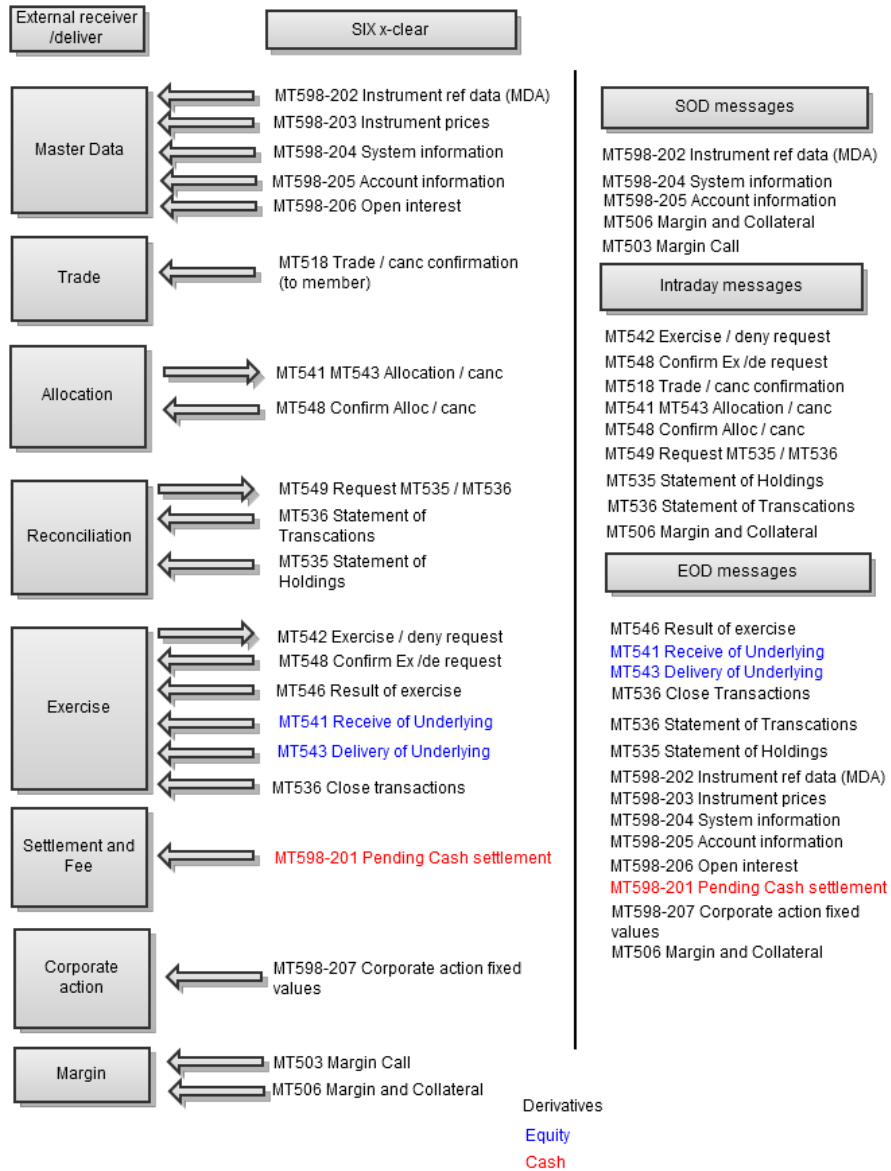 External receiver
/deliver
SIX x-clear
Master Data
MT598-202 Instrument ref data (MDA)
MT598-203 Instrument prices
MT598-204 System information
MT598-205 Account information
MT598-206 Open interest
Trade
MT518 Trade / canc confirmation
(to member)
Allocation
MT541 MT543 Allocation / canc
MT548 Confirm Alloc / canc
Reconciliation
MT549 Request MT535 / MT536
MT536 Statement of
Transcations
MT535 Statement of
Holdings
Exercise
MT542 Exercise / deny request
MT548 Confirm Ex /de request
MT546 Result of exercise
MT541 Receive of Underlying
MT543 Delivery of Underlying
MT536 Close transactions
Settlement and
Fee
MT598-201 Pending Cash settlement
Corporate
action
MT598-207 Corporate action fixed
values
Margin
MT503 Margin Call
MT506 Margin and Collateral
SOD messages
MT598-202 Instrument ref data (MDA)
MT598-204 System information
MT598-205 Account information
MT506 Margin and Collateral
MT503 Margin Call
Intraday messages
MT542 Exercise / deny request
MT548 Confirm Ex /de request
MT518 Trade / canc confirmation
MT541 MT543 Allocation / canc
MT548 Confirm Alloc / canc
MT549 Request MT535 / MT536
MT535 Statement of Holdings
MT536 Statement of Transcations
MT506 Margin and Collateral
EOD messages
MT546 Result of exercise
MT541 Receive of Underlying
MT543 Delivery of Underlying
MT536 Close Transactions
MT536 Statement of Transcations
MT535 Statement of Holdings
MT598-202 Instrument ref data (MDA)
MT598-203 Instrument prices
MT598-204 System information
MT598-205 Account information
MT598-206 Open interest
MT598-201 Pending Cash settlement
MT598-207 Corporate action fixed
values
MT506 Margin and Collateral
Derivatives
Equity
Cash